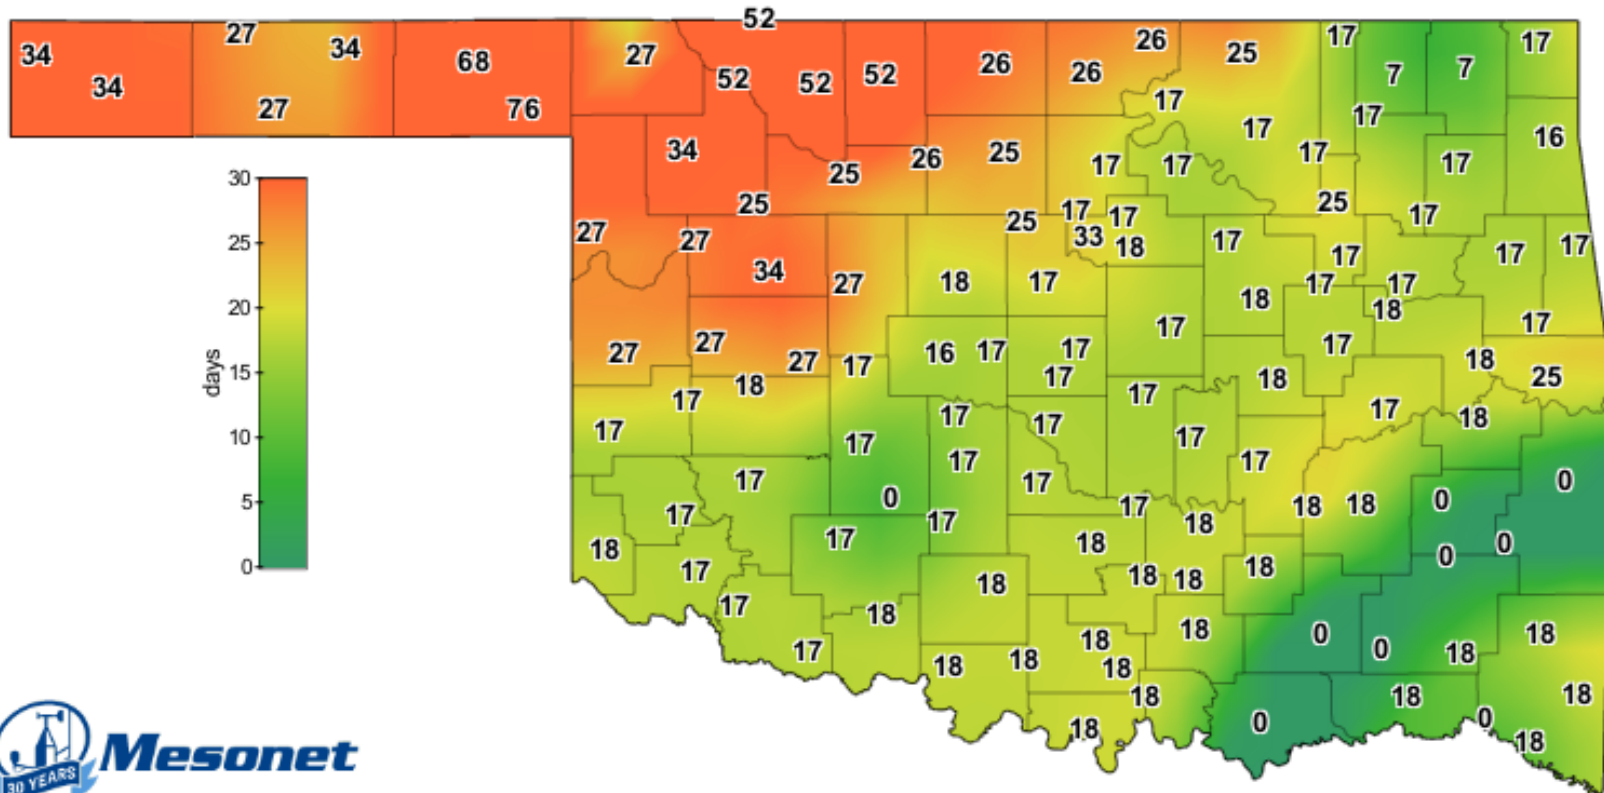 52
34 27 34 68 27 26 26 25 17 7 7 17
34 27 76 52 52 52 26 17 17 17 16
34 25 26 25 17 17 17 17
30 25 25 17 33 17 18 25 17
25 27 27 34 27 18 17 17 17 17 17
20 18 17 17 18 17
27 27 27 17 16 17 17 17 17 17 18 25
days
15 17 18 17 17 18 17 18
10 17 17 17 17 17 17
5 17 0 17 17 18 18 0 0
0 18 17 17 17 18 18 0 0
17 18 18 18 18
17 18 18 18 0 0 18 18
17 18 18 18 18 18 18
18 0 0 18
Mesonet
30 YEARS